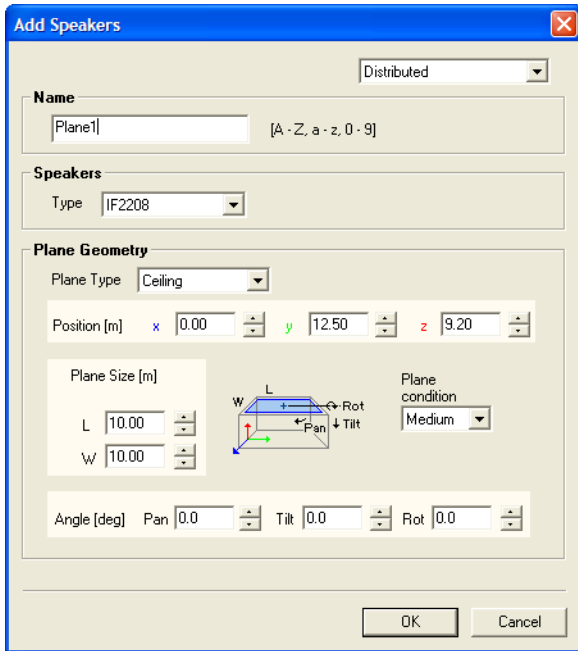 Add Speakers
Distributed
Name
Plane1
[A - Z, a - z, 0 - 9]
Speakers
Type IF2208
Plane Geometry
Plane Type Ceiling
Position [m] x 0.00 y 12.50 z 9.20
Plane Size [m]
L 10.00
W 10.00
L
W
Rot
Pan
Tilt
Plane
condition
Medium
Angle [deg] Pan 0.0 Tilt 0.0 Rot 0.0
OK Cancel